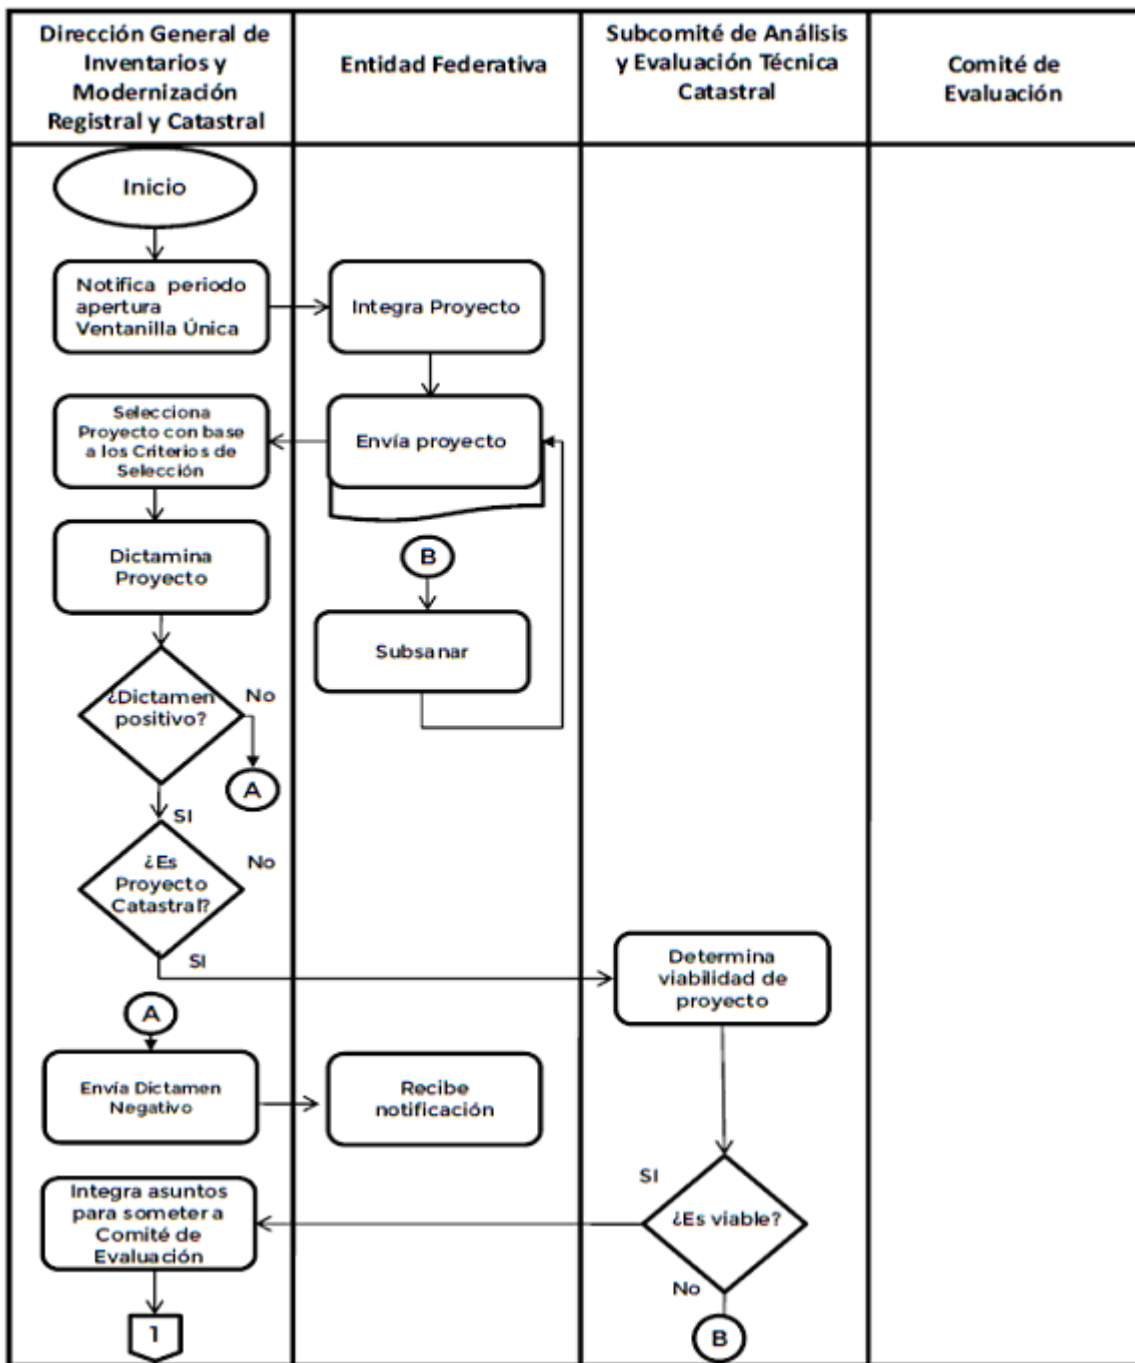 Dirección General de
Inventarios y
Modernización
Registral y Catastral
Entidad Federativa
Subcomité de Análisis
y Evaluación Técnica
Catastral
Comité de
Evaluación
Inicio
Notifica periodo
apertura
Ventanilla Única
Integra Proyecto
Selecciona
Proyecto con base
a los Criterios de
Selección
Envía proyecto
Dictamina
Proyecto
B
Subsanar
¿Dictamen
positivo?
No
A
SI
¿Es
Proyecto
Catastral?
No
SI
Determina
viabilidad de
proyecto
A
Envía Dictamen
Negativo
Recibe
notificación
Integra asuntos
para someter a
Comité de
Evaluación
SI
¿Es viable?
No
1
B